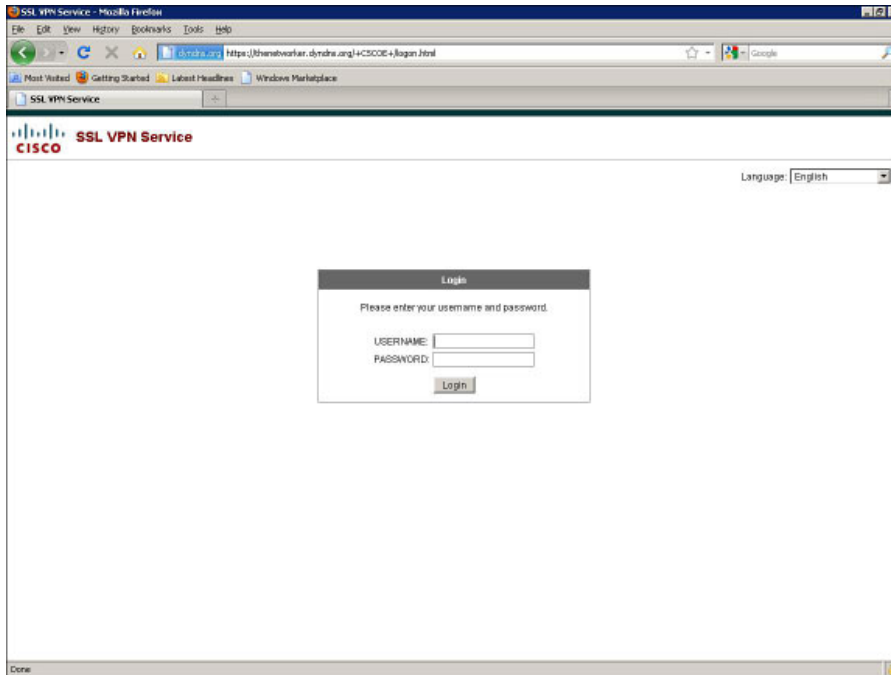 SSL VPN Service - Mozilla Firefox
File Edit View History Bookmarks Tools Help
dyndns.org https://thenetworker.dyndns.org/+CSCOE+/logon.html
Google
Most Visited Getting Started Latest Headlines Windows Marketplace
SSL VPN Service
CISCO SSL VPN Service
Language: English
Login
Please enter your username and password.
USERNAME:
PASSWORD:
Login
Done